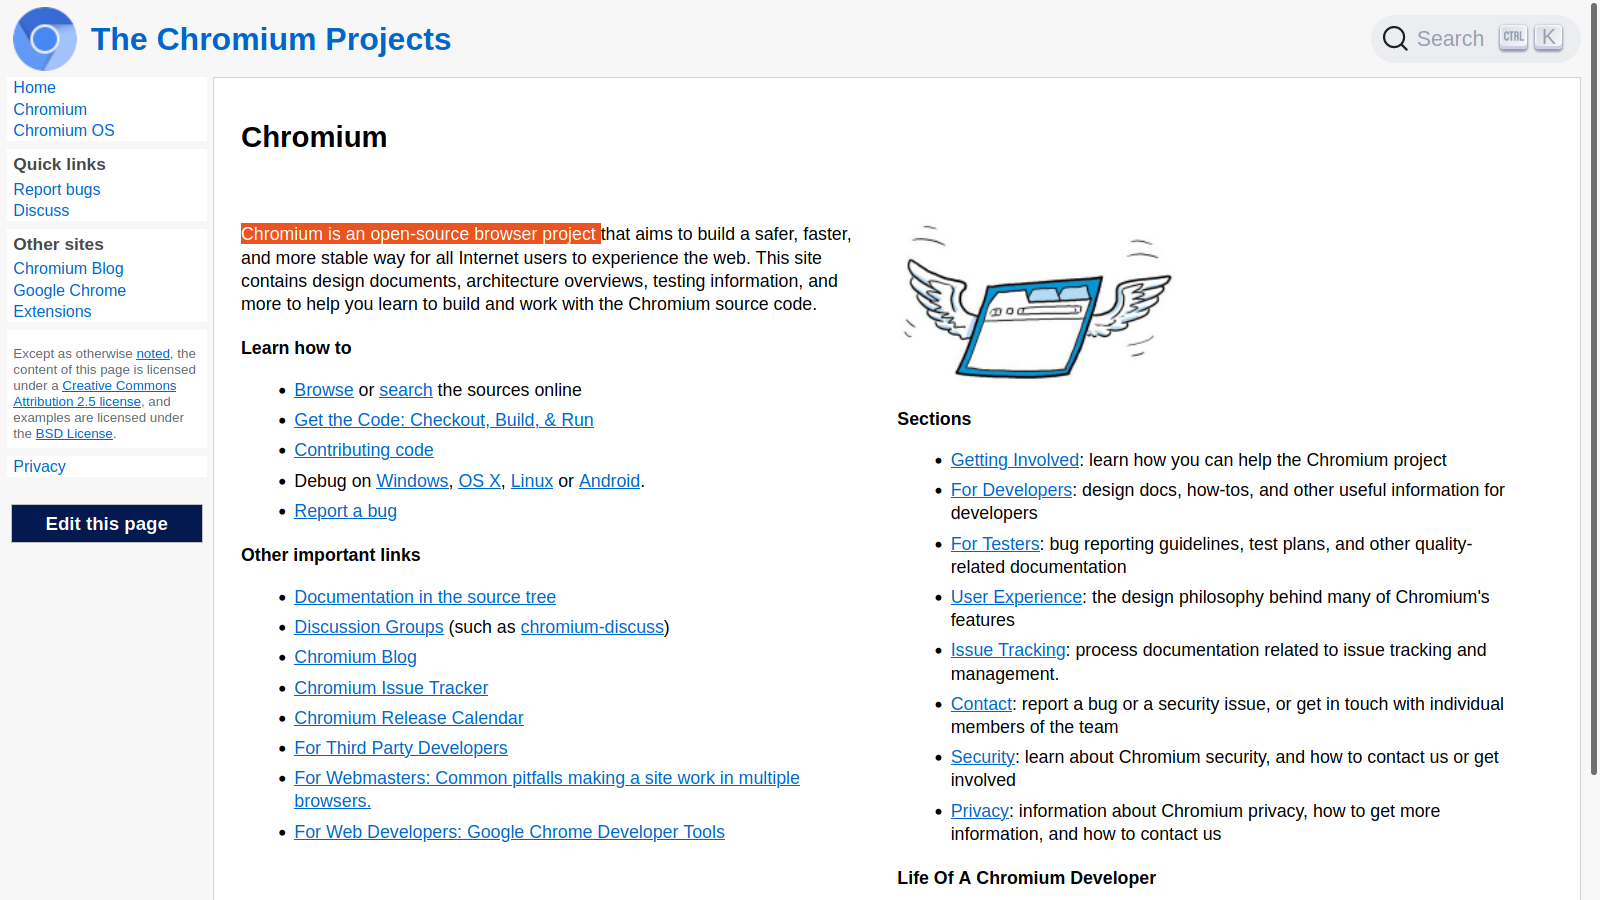 The Chromium Projects
Search CTRL K
Home
Chromium
Chromium OS
Quick links
Report bugs
Discuss
Other sites
Chromium Blog
Google Chrome
Extensions
Except as otherwise noted, the
content of this page is licensed
under a Creative Commons
Attribution 2.5 license, and
examples are licensed under
the BSD License.
Privacy
Edit this page
Chromium
Chromium is an open-source browser project that aims to build a safer, faster,
and more stable way for all Internet users to experience the web. This site
contains design documents, architecture overviews, testing information, and
more to help you learn to build and work with the Chromium source code.
Learn how to
• Browse or search the sources online
• Get the Code: Checkout, Build, & Run
• Contributing code
• Debug on Windows, OS X, Linux or Android.
• Report a bug
Other important links
• Documentation in the source tree
• Discussion Groups (such as chromium-discuss)
• Chromium Blog
• Chromium Issue Tracker
• Chromium Release Calendar
• For Third Party Developers
• For Webmasters: Common pitfalls making a site work in multiple
browsers.
• For Web Developers: Google Chrome Developer Tools
Sections
• Getting Involved: learn how you can help the Chromium project
• For Developers: design docs, how-tos, and other useful information for
developers
• For Testers: bug reporting guidelines, test plans, and other quality-
related documentation
• User Experience: the design philosophy behind many of Chromium's
features
• Issue Tracking: process documentation related to issue tracking and
management.
• Contact: report a bug or a security issue, or get in touch with individual
members of the team
• Security: learn about Chromium security, and how to contact us or get
involved
• Privacy: information about Chromium privacy, how to get more
information, and how to contact us
Life Of A Chromium Developer